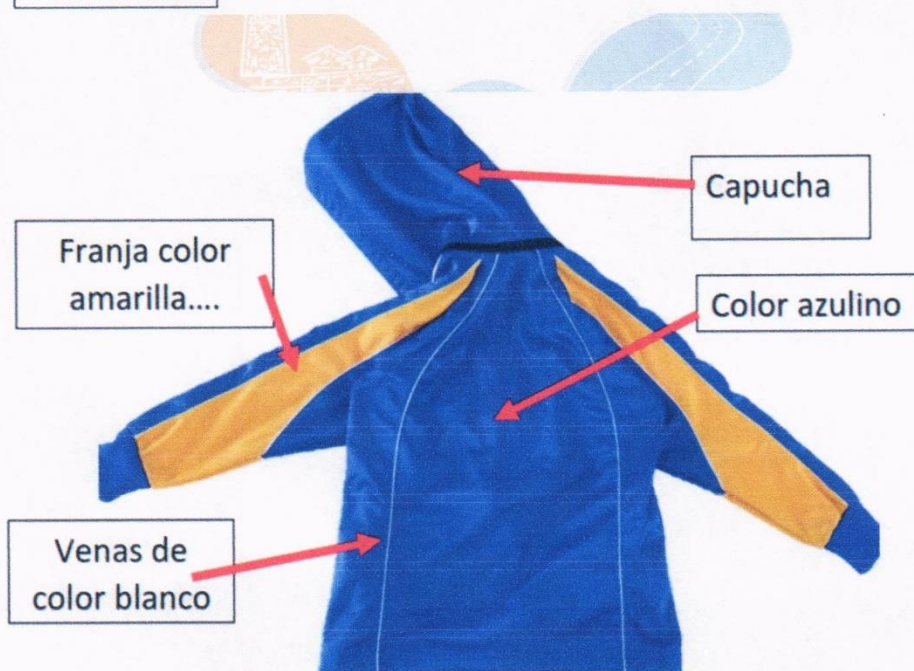 Capucha
Franja color
amarilla....
Color azulino
Venas de
color blanco